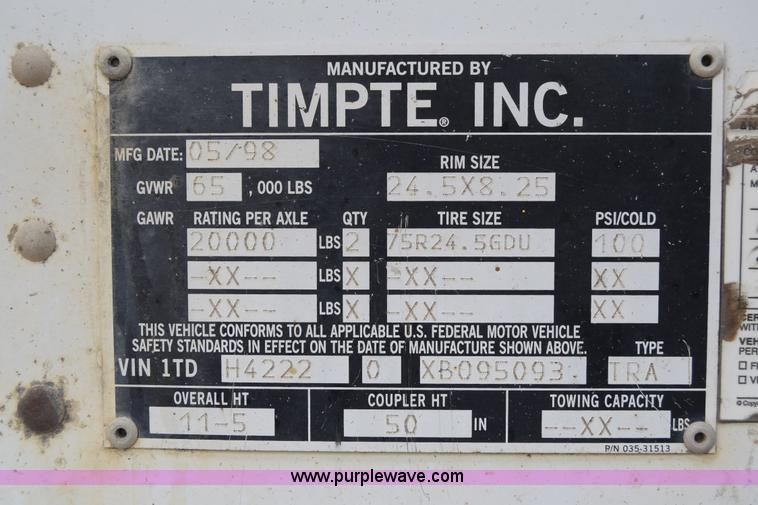 MANUFACTURED BY
TIMPTE® INC.
MFG DATE: 05/98
RIM SIZE
GVWR 65 ,000 LBS 24.5X8.25
GAWR RATING PER AXLE QTY TIRE SIZE PSI/COLD
20000 LBS 2 75R24.5GDU 100
-XX-- LBS X -XX-- XX
-XX-- LBS X -XX-- XX
THIS VEHICLE CONFORMS TO ALL APPLICABLE U.S. FEDERAL MOTOR VEHICLE
SAFETY STANDARDS IN EFFECT ON THE DATE OF MANUFACTURE SHOWN ABOVE. TYPE
VIN 1TD H4222 0 XB095093 TRA
OVERALL HT COUPLER HT TOWING CAPACITY
11-5 50 IN --XX-- LBS
P/N 035-31513
www.purplewave.com